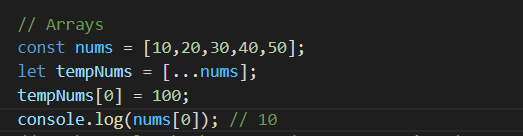 // Arrays
const nums = [10,20,30,40,50];
let tempNums = [...nums];
tempNums[0] = 100;
console.log(nums[0]); // 10